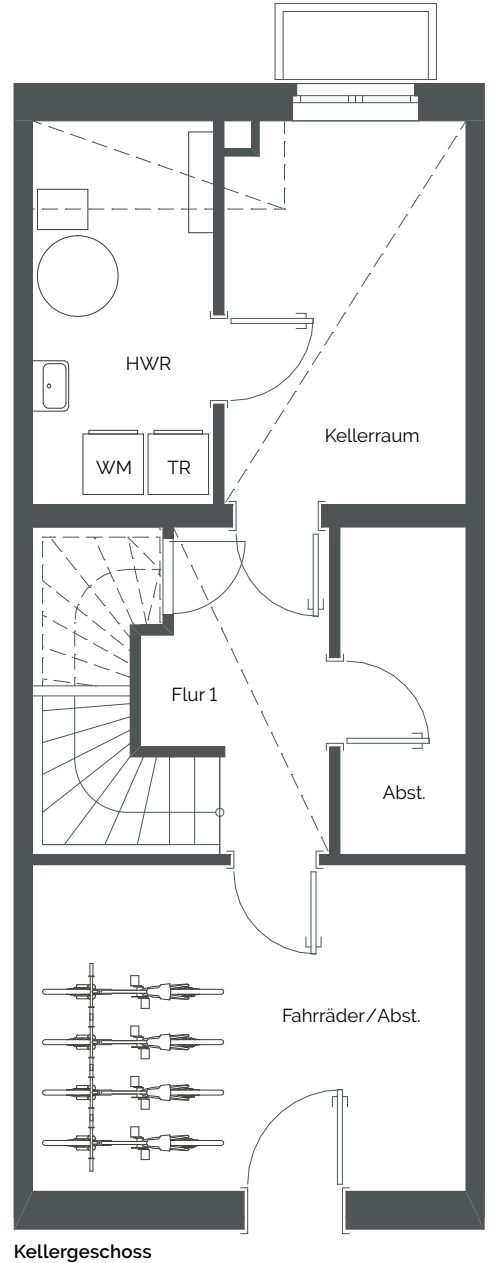 HWR
Kellerraum
WM
TR
Flur 1
Abst.
Fahrräder/Abst.
Kellergeschoss